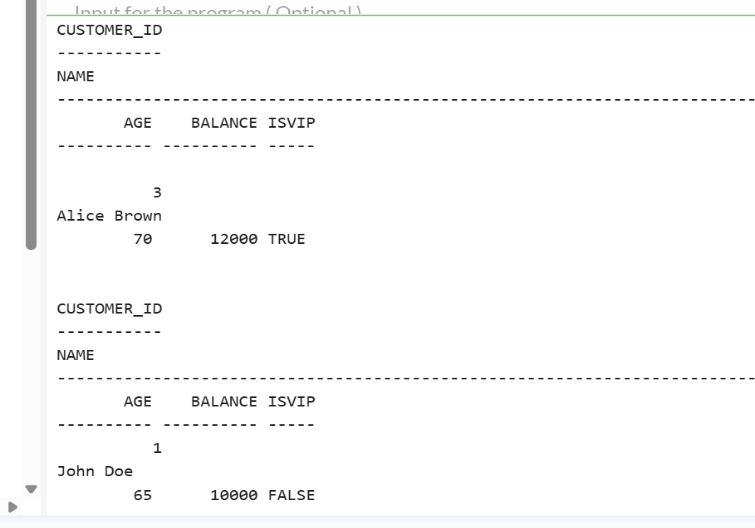 Input for the program ( Optional )
CUSTOMER_ID
-----------
NAME
--------------------------------------------------------------------------------
       AGE    BALANCE ISVIP
---------- ---------- -----

          3
Alice Brown
        70      12000 TRUE

CUSTOMER_ID
-----------
NAME
--------------------------------------------------------------------------------
       AGE    BALANCE ISVIP
---------- ---------- -----
          1
John Doe
        65      10000 FALSE